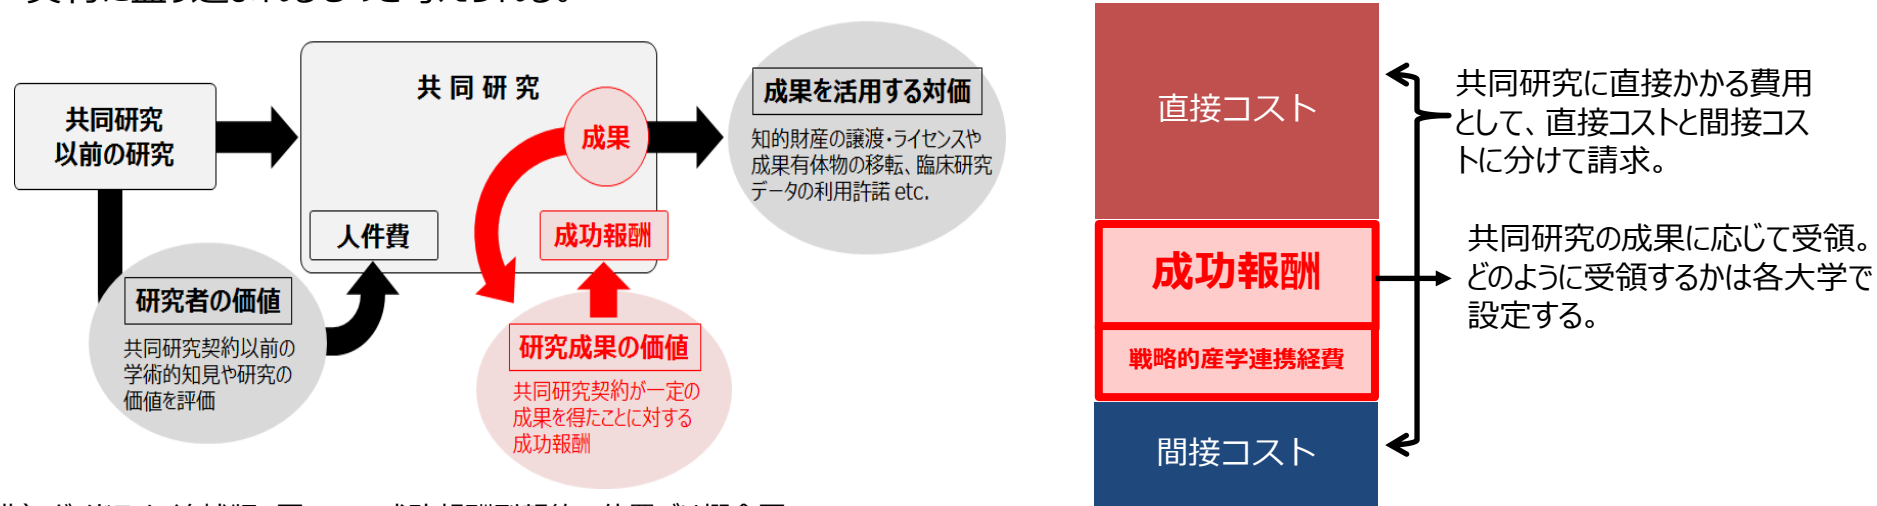 共同研究
以前の研究
共 同 研 究
成果
人件費
成功報酬
研究者の価値
共同研究契約以前の
学術的知見や研究の
価値を評価
研究成果の価値
共同研究契約が一定の
成果を得たことに対する
成功報酬
成果を活用する対価
知的財産の譲渡・ライセンスや
成果有体物の移転、臨床研究
データの利用許諾 etc.
直接コスト
成功報酬
戦略的産学連携経費
間接コスト
共同研究に直接かかる費用
として、直接コストと間接コス
トに分けて請求。
共同研究の成果に応じて受領。
どのように受領するかは各大学で
設定する。